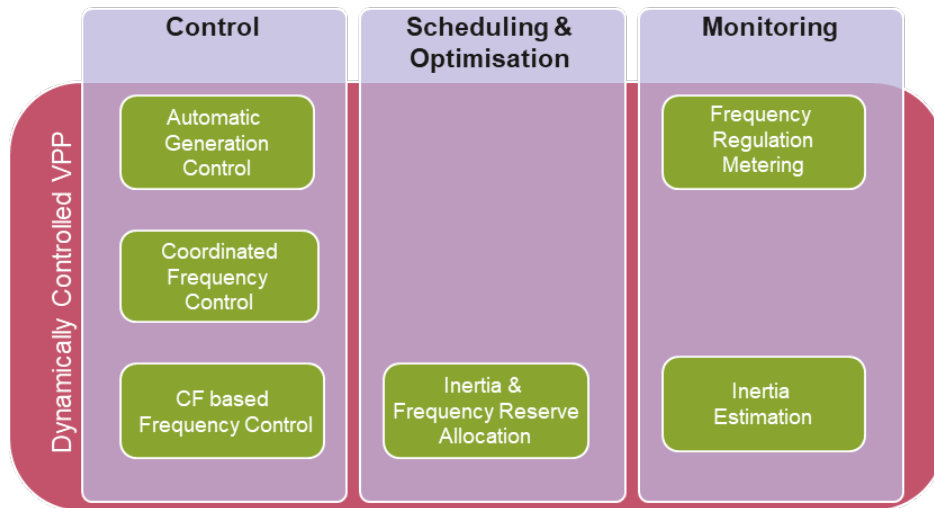 Control
Scheduling &
Optimisation
Monitoring
Dynamically Controlled VPP
Automatic
Generation
Control
Frequency
Regulation
Metering
Coordinated
Frequency
Control
CF based
Frequency Control
Inertia &
Frequency Reserve
Allocation
Inertia
Estimation